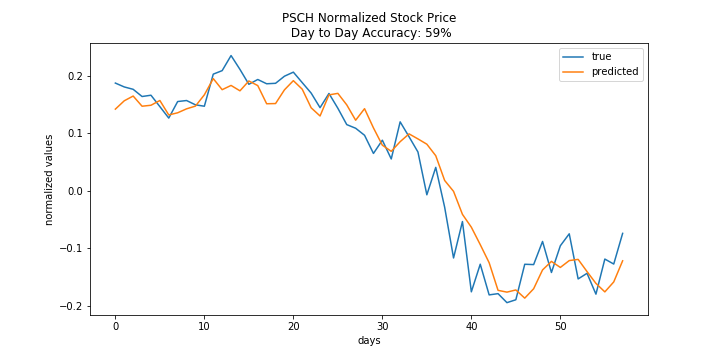 PSCH Normalized Stock Price
Day to Day Accuracy: 59%
true
predicted
normalized values
0.2
0.1
0.0
−0.1
−0.2
0 10 20 30 40 50
days